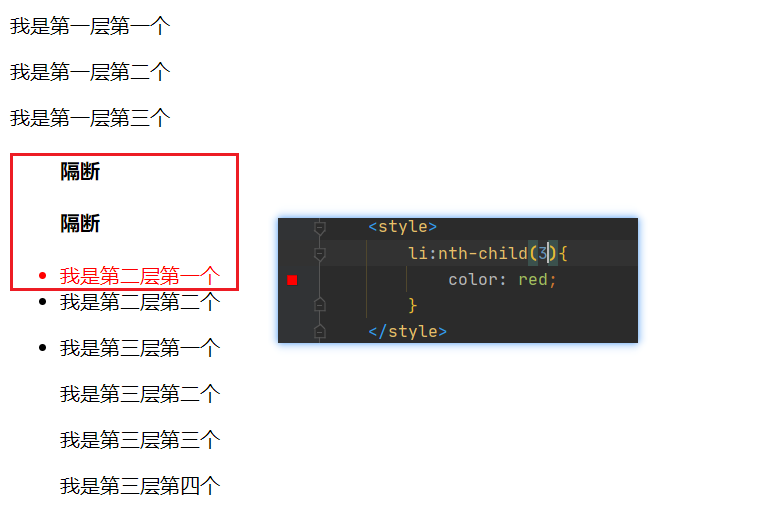 我是第一层第一个
我是第一层第二个
我是第一层第三个
隔断
隔断
我是第二层第一个
我是第二层第二个
我是第三层第一个
我是第三层第二个
我是第三层第三个
我是第三层第四个
<style>
li:nth-child(3){
color: red;
}
</style>